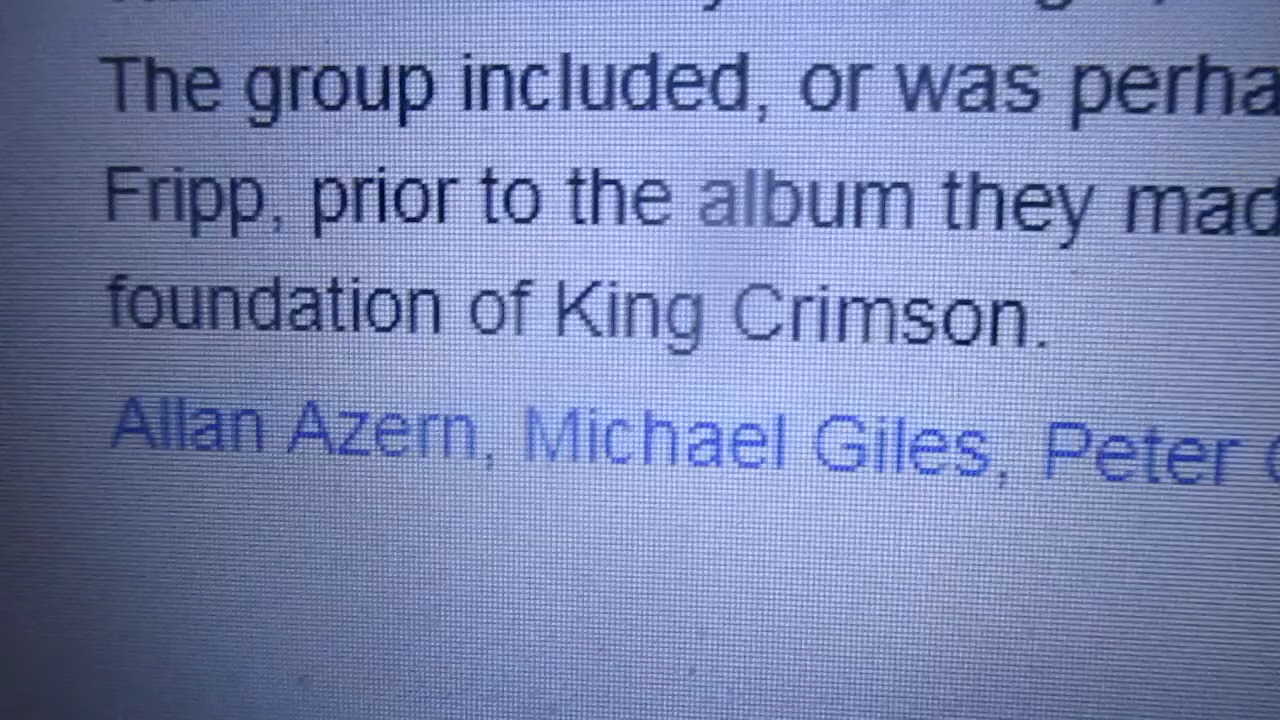 The group included, or was perha
Fripp, prior to the album they mad
foundation of King Crimson.
Allan Azern, Michael Giles, Peter